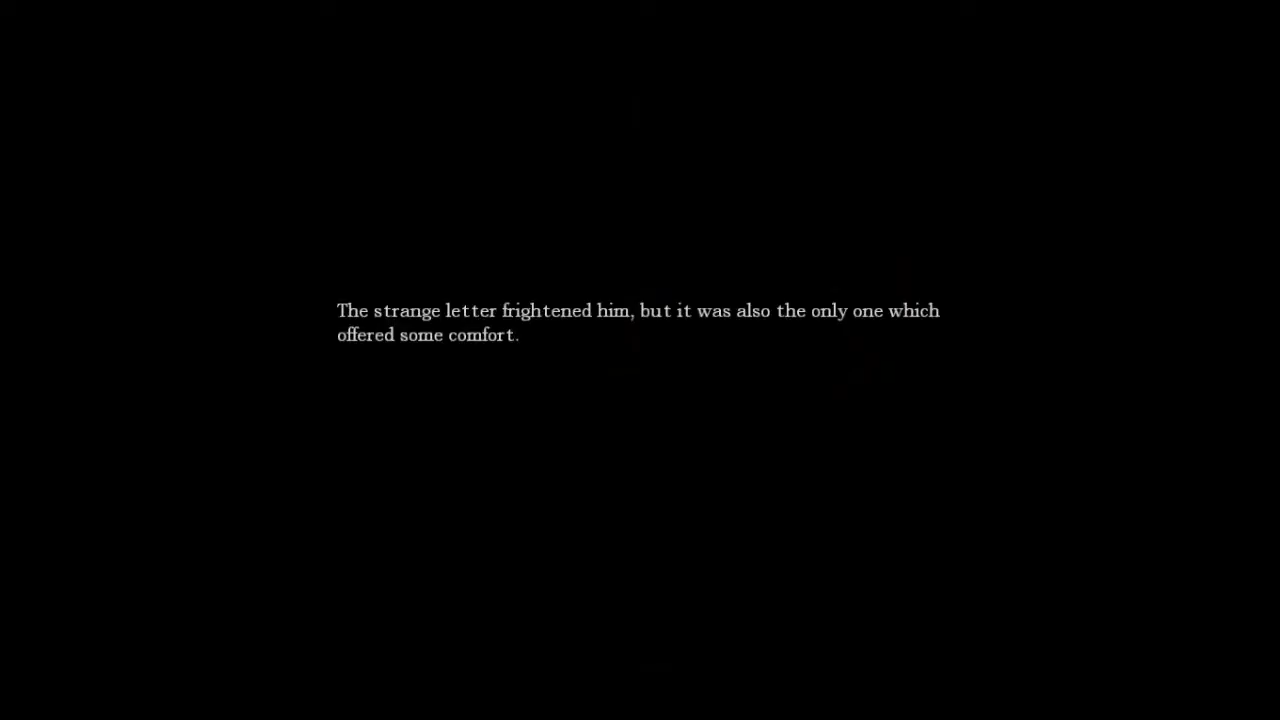 The strange letter frightened him, but it was also the only one which
offered some comfort.